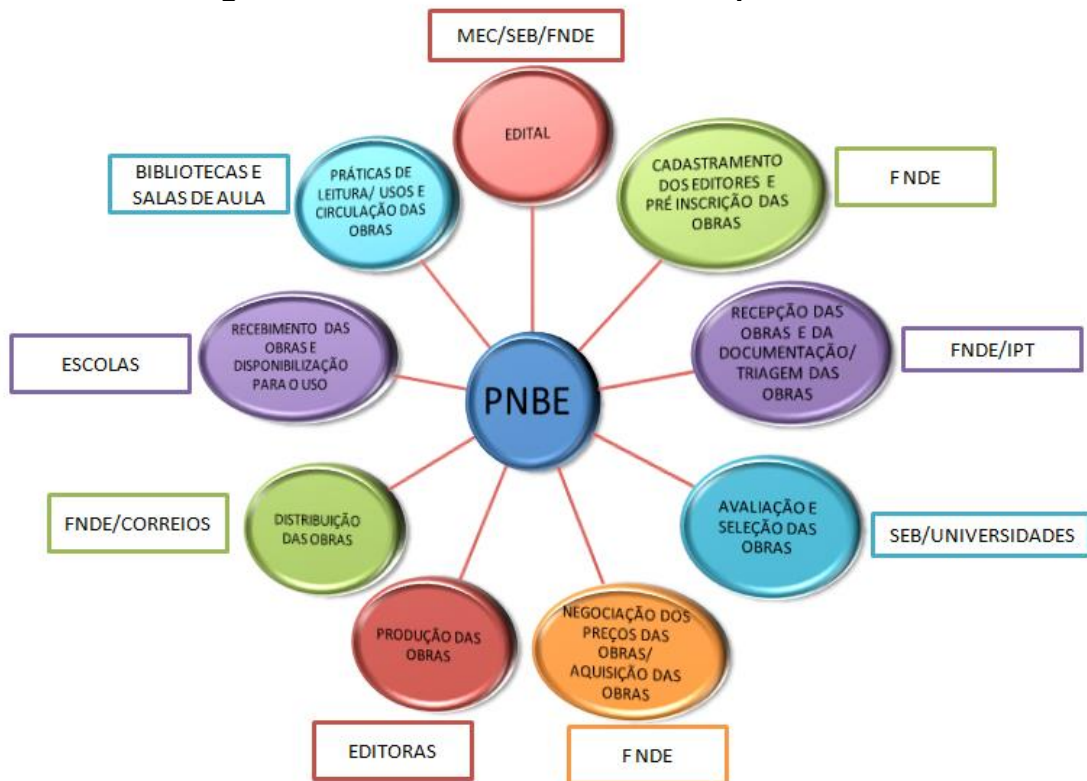 MEC/SEB/FNDE
EDITAL
CADASTRAMENTO
DOS EDITORES E
PRÉ INSCRIÇÃO DAS
OBRAS
FNDE
RECEPÇÃO DAS
OBRAS E DA
DOCUMENTAÇÃO/
TRIAGEM DAS
OBRAS
FNDE/IPT
AVALIAÇÃO E
SELEÇÃO DAS
OBRAS
SEB/UNIVERSIDADES
NEGOCIAÇÃO DOS
PREÇOS DAS
OBRAS/
AQUISIÇÃO DAS
OBRAS
FNDE
PRODUÇÃO DAS
OBRAS
EDITORAS
DISTRIBUIÇÃO
DAS OBRAS
FNDE/CORREIOS
RECEBIMENTO DAS
OBRAS E
DISPONIBILIZAÇÃO
PARA O USO
ESCOLAS
PRÁTICAS DE
LEITURA/ USOS E
CIRCULAÇÃO DAS
OBRAS
BIBLIOTECAS E
SALAS DE AULA
PNBE